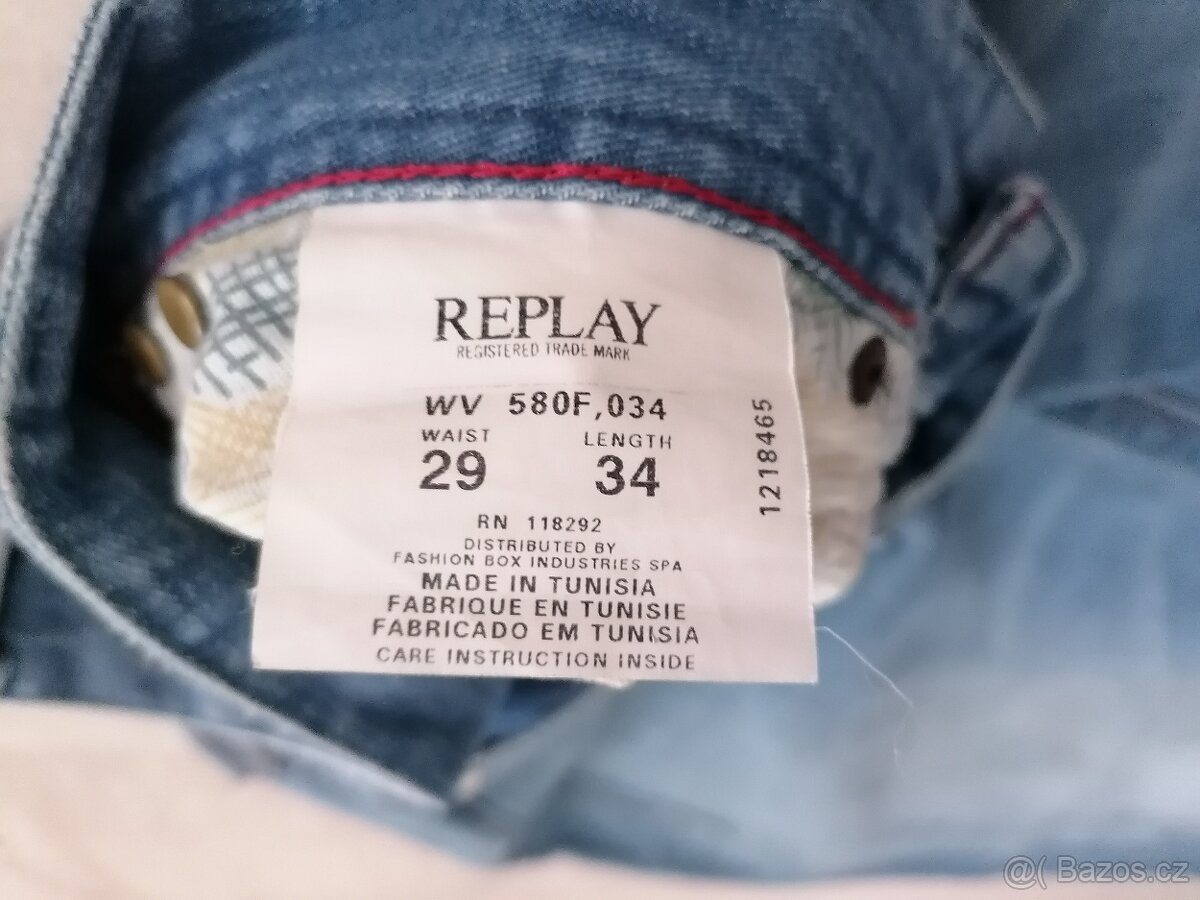 REPLAY
REGISTERED TRADE MARK
WV 580F,034
WAIST LENGTH
29 34
1218465
RN 118292
DISTRIBUTED BY
FASHION BOX INDUSTRIES SPA
MADE IN TUNISIA
FABRIQUE EN TUNISIE
FABRICADO EM TUNISIA
CARE INSTRUCTION INSIDE
@( Bazos.cz